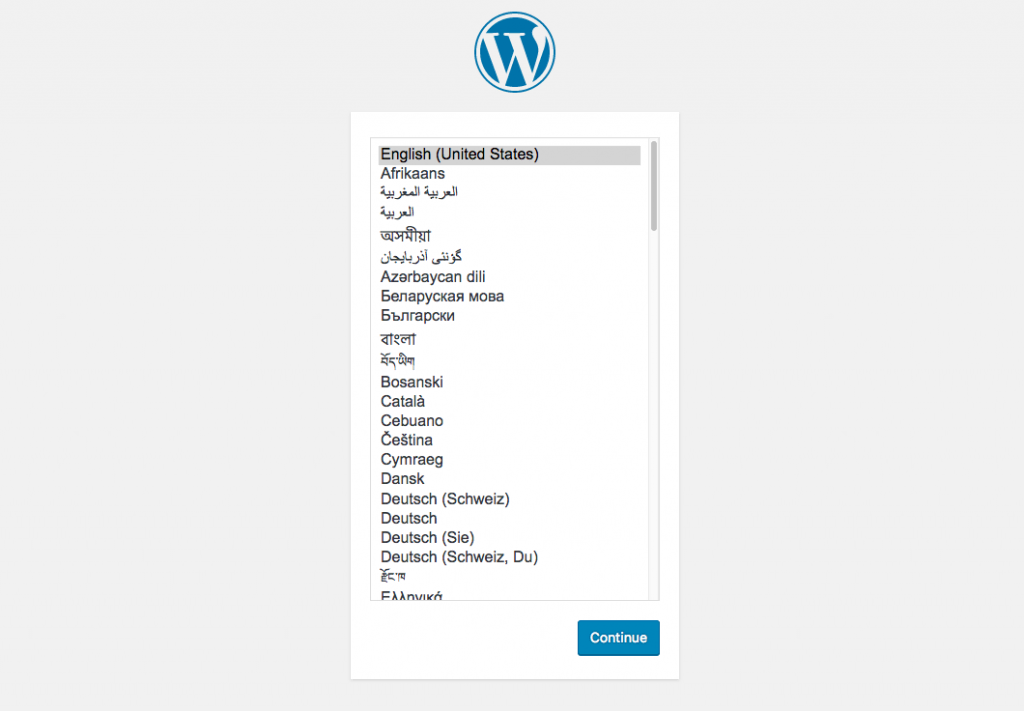 English (United States)
Afrikaans
العربية المغربية
العربية
অসমীয়া
گؤنئی آذربایجان
Azərbaycan dili
Беларуская мова
Български
বাংলা
བོད་ཡིག
Bosanski
Català
Cebuano
Čeština
Cymraeg
Dansk
Deutsch (Schweiz)
Deutsch
Deutsch (Sie)
Deutsch (Schweiz, Du)
རྫོང་ཁ
Ελληνικά
Continue